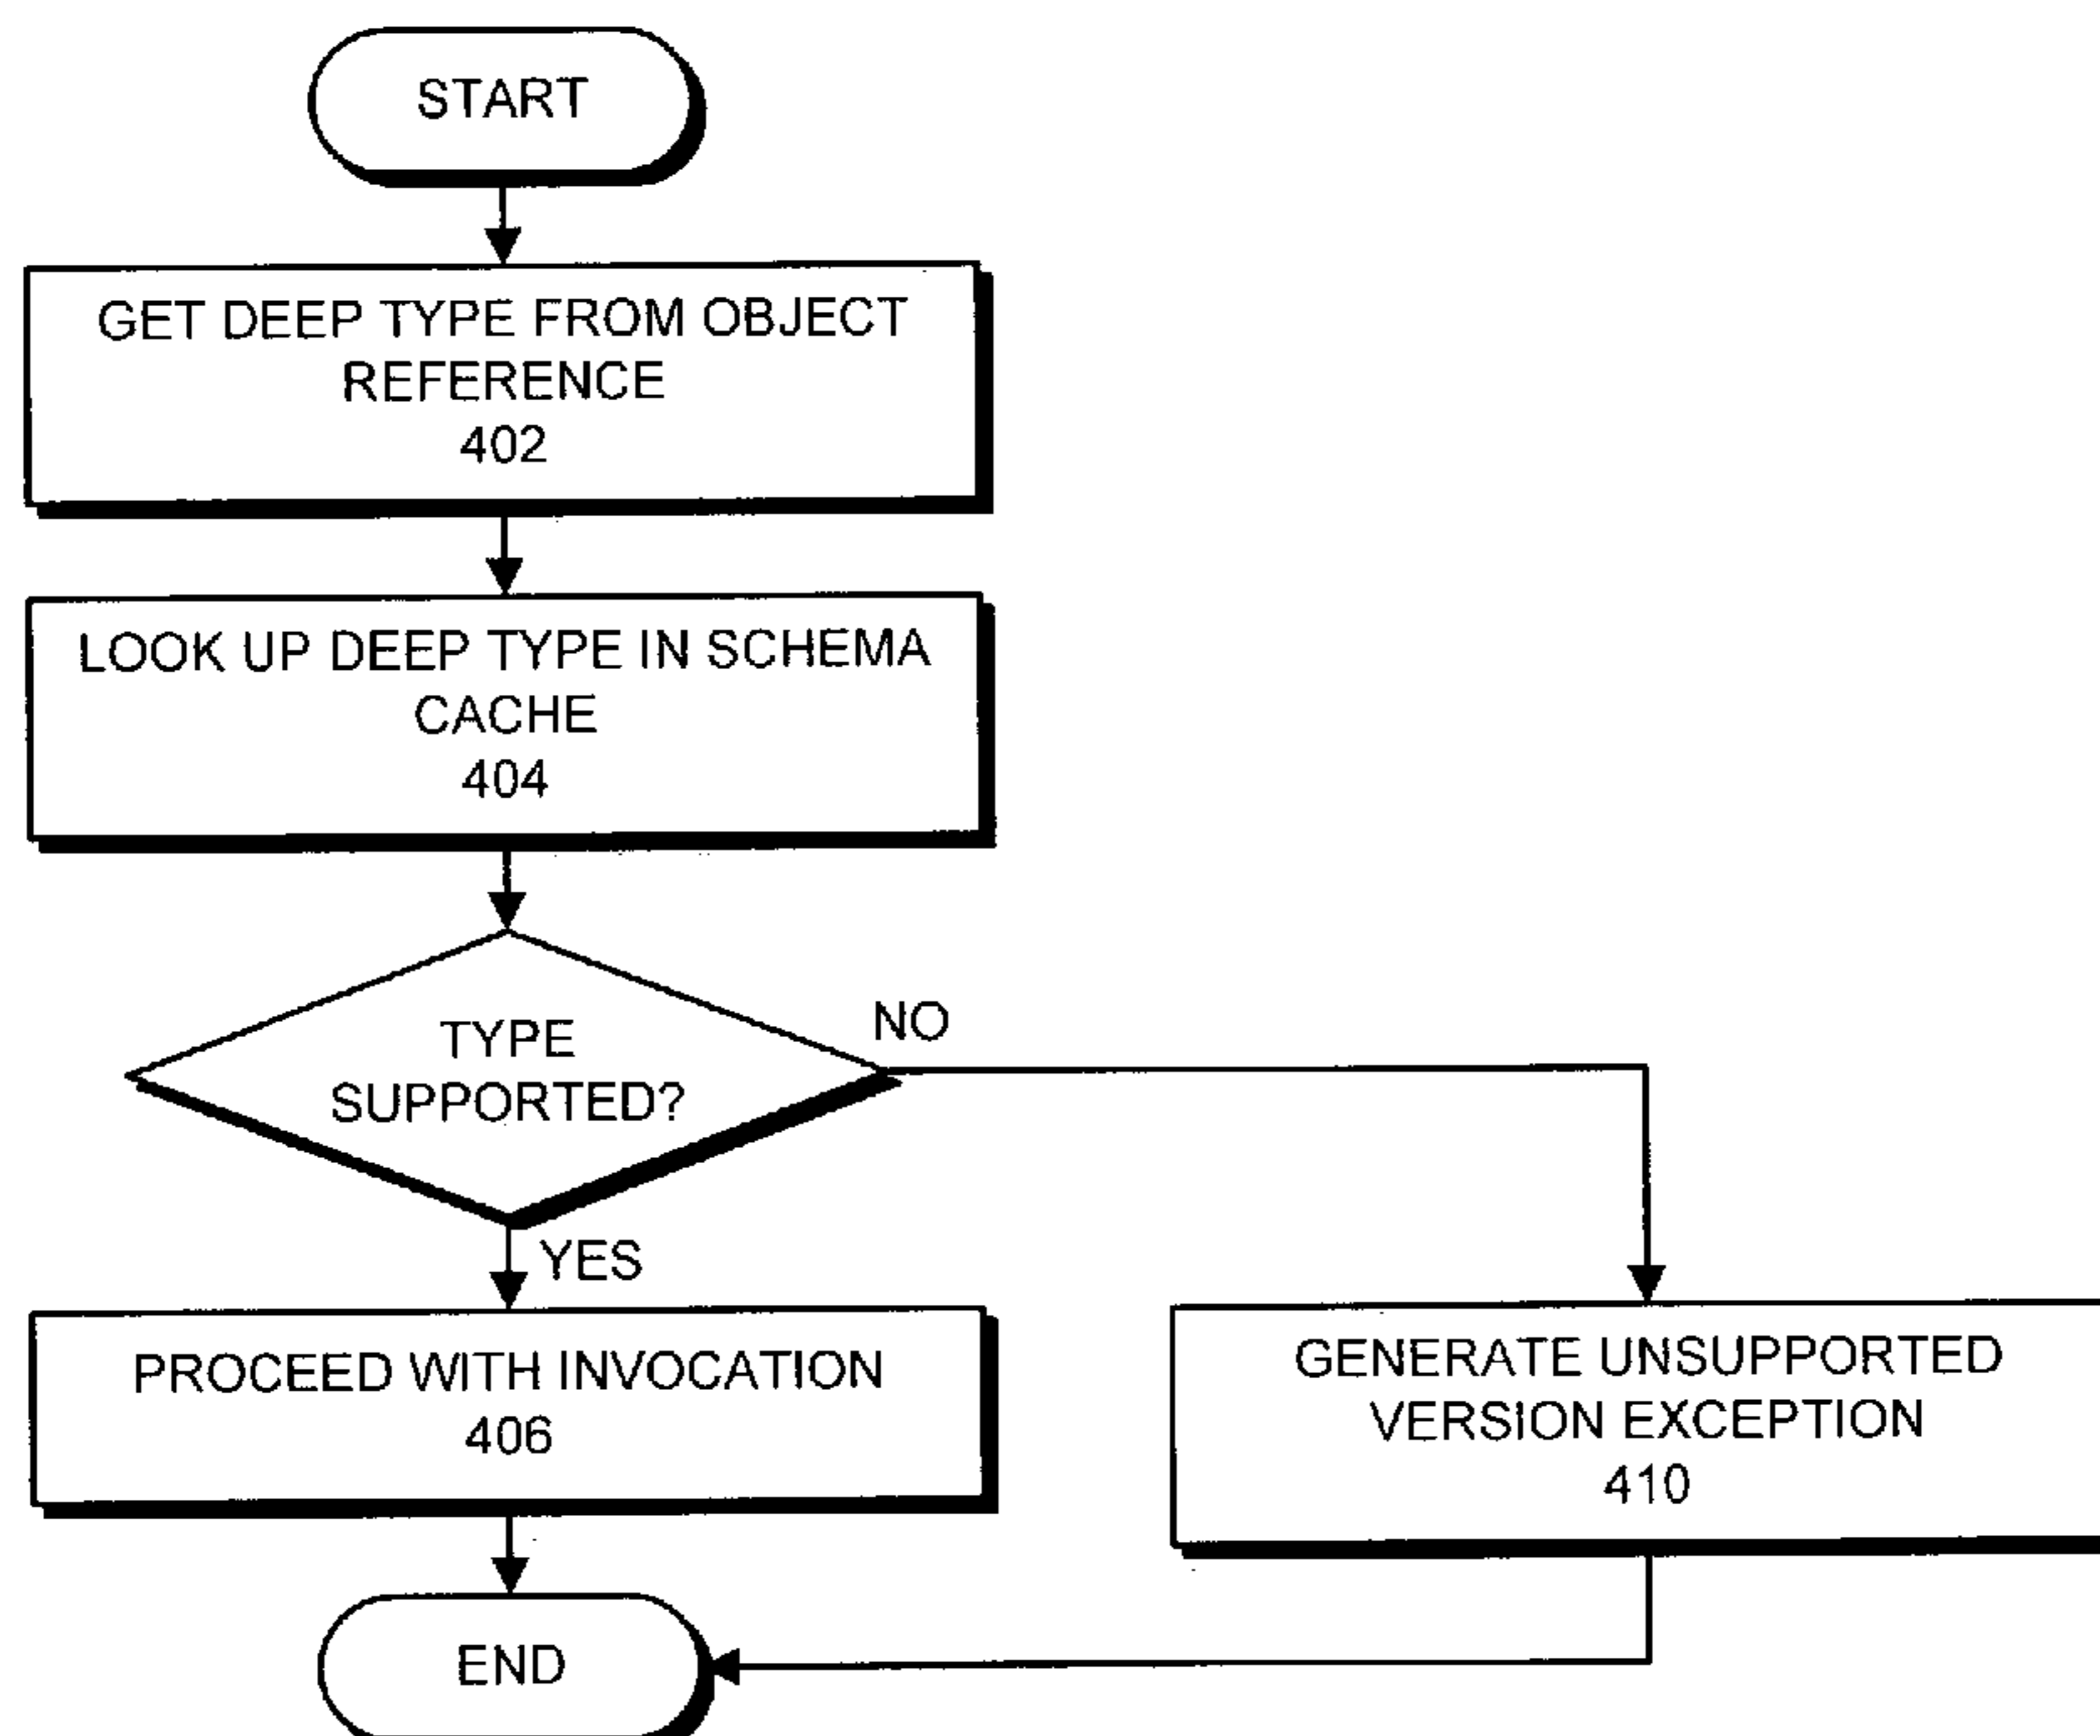 START
GET DEEP TYPE FROM OBJECT
REFERENCE
402
LOOK UP DEEP TYPE IN SCHEMA
CACHE
404
TYPE
SUPPORTED?
NO
YES
PROCEED WITH INVOCATION
406
GENERATE UNSUPPORTED
VERSION EXCEPTION
410
END